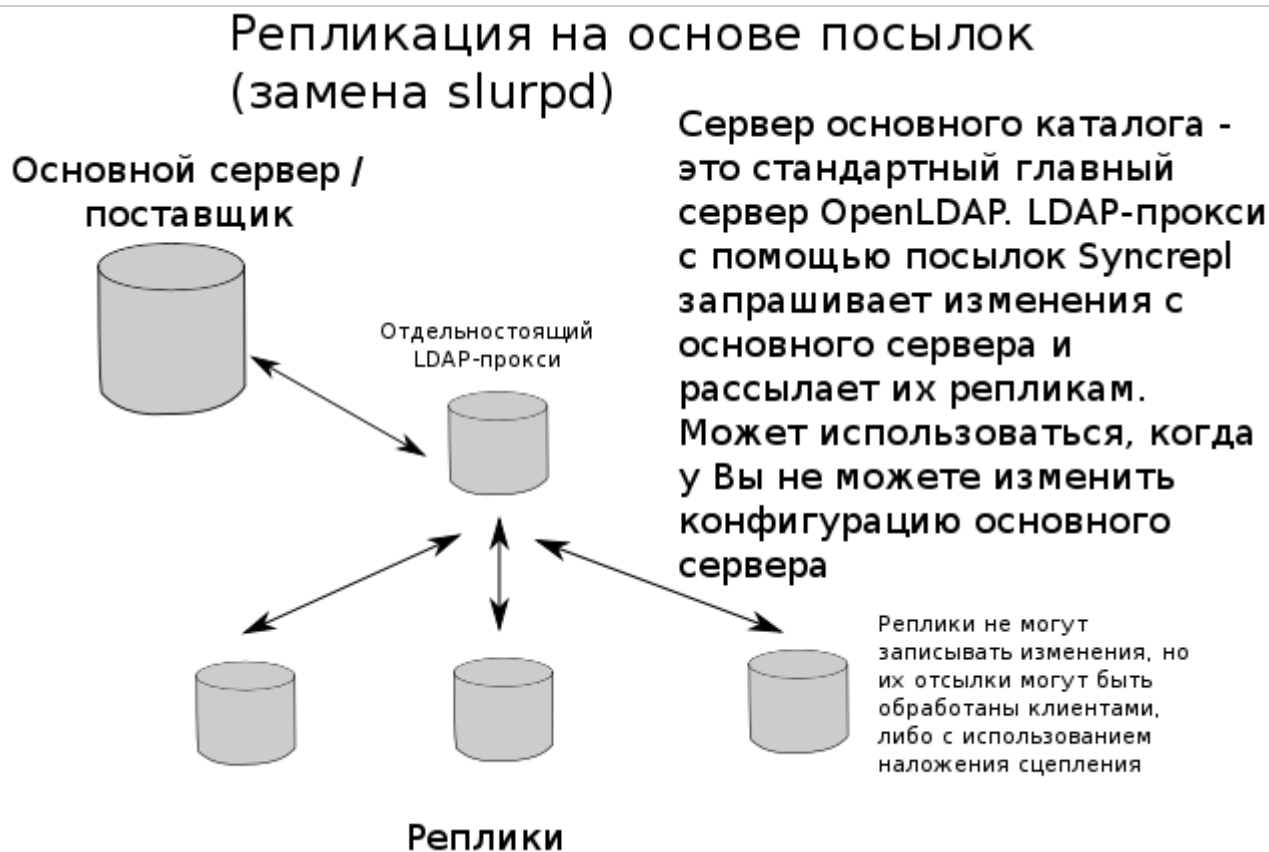 Репликация на основе посылок
(замена slurpd)
Основной сервер /
поставщик
Отдельностоящий
LDAP-прокси
Сервер основного каталога -
это стандартный главный
сервер OpenLDAP. LDAP-прокси
с помощью посылок Syncrepl
запрашивает изменения с
основного сервера и
рассылает их репликам.
Может использоваться, когда
у Вы не можете изменить
конфигурацию основного
сервера
Реплики не могут
записывать изменения, но
их отсылки могут быть
обработаны клиентами,
либо с использованием
наложения сцепления
Реплики